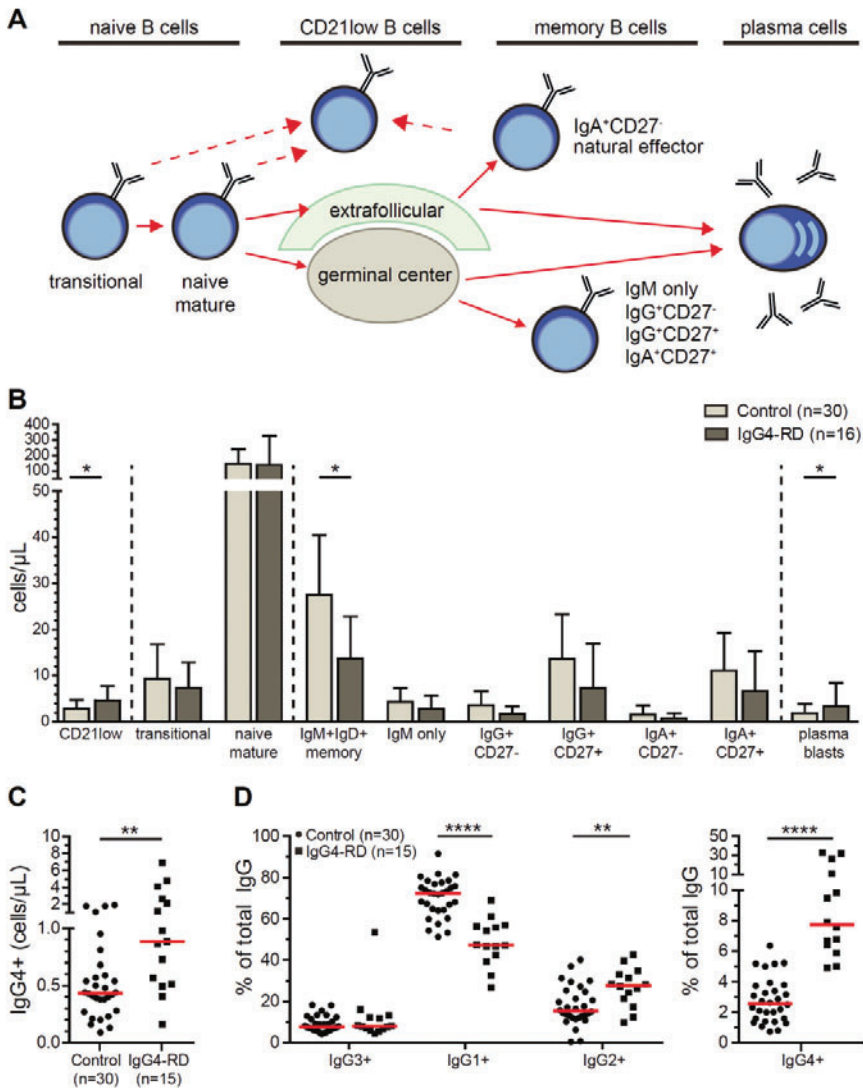 A
naive B cells
CD21low B cells
memory B cells
plasma cells
IgA⁺CD27⁻
natural effector
extrafollicular
germinal center
transitional
naive
mature
IgM only
IgG⁺CD27⁻
IgG⁺CD27⁺
IgA⁺CD27⁺
B
Control (n=30)
IgG4-RD (n=16)
400
300
200
100
50
40
30
20
10
0
cells/µL
*
*
*
CD21low
transitional
naive
mature
IgM+IgD+
memory
IgM only
IgG+
CD27-
IgG+
CD27+
IgA+
CD27-
IgA+
CD27+
plasma
blasts
C
IgG4+ (cells/µL)
10
8
6
4
2
1.0
0.5
0.0
**
Control
(n=30)
IgG4-RD
(n=15)
D
% of total IgG
100
80
60
40
20
0
Control (n=30)
IgG4-RD (n=15)
****
**
IgG3+
IgG1+
IgG2+
% of total IgG
50
30
10
8
6
4
2
0
****
IgG4+